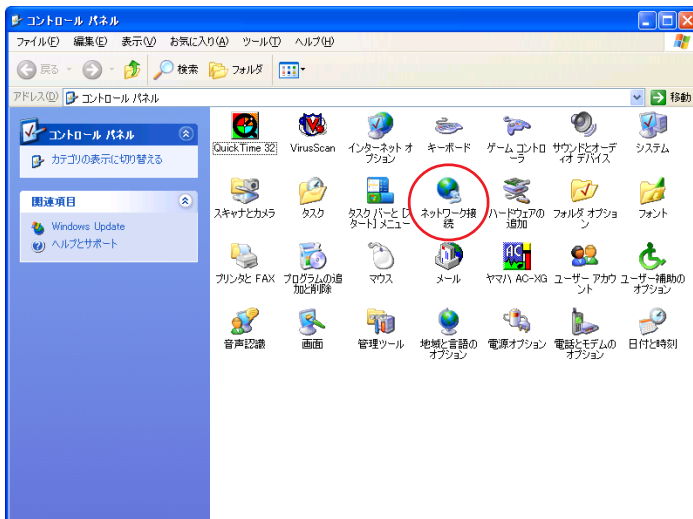 コントロール パネル
ファイル(F) 編集(E) 表示(V) お気に入り(A) ツール(T) ヘルプ(H)
戻る 検索 フォルダ
アドレス(D) コントロール パネル 移動
コントロール パネル
カテゴリの表示に切り替える
関連項目
Windows Update
ヘルプとサポート
QuickTime 32 VirusScan インターネット オ キーボード ゲーム コントロ サウンドとオーデ システム
プション ーラ ィオ デバイス
スキャナとカメラ タスク タスク バーと [ス ネットワーク接 ハードウェアの フォルダ オプショ フォント
タート] メニュー 続 追加 ン
プリンタと FAX プログラムの追 マウス メール ヤマハ AC-XG ユーザー アカウ ユーザー補助の
加と削除 ント オプション
音声認識 画面 管理ツール 地域と言語の 電源オプション 電話とモデムの 日付と時刻
オプション オプション